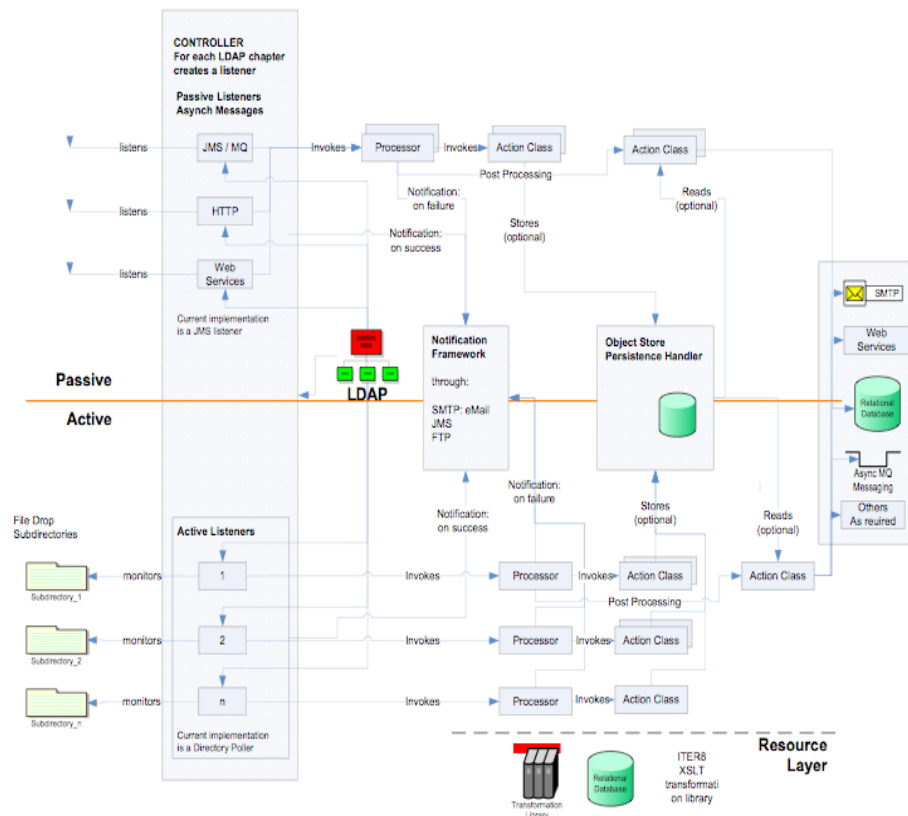 CONTROLLER
For each LDAP chapter
creates a listener
Passive Listeners
Asynch Messages
listens
JMS / MQ
Invokes
Processor
Invokes
Action Class
Action Class
Post Processing
Notification:
on failure
Reads
(optional)
listens
HTTP
Notification:
on success
Stores
(optional)
listens
Web
Services
Current implementation
is a JMS listener
SMTP
Notification
Framework
through:
SMTP: eMail
JMS
FTP
Object Store
Persistence Handler
Web
Services
LDAP
Passive
Active
Relational
Database
Async MQ
Messaging
Others
As reuired
Notification:
on failure
Notification:
on success
Stores
(optional)
Reads
(optional)
File Drop
Subdirectories
Active Listeners
Subdirectory_1
monitors
1
Invokes
Processor
Invokes
Action Class
Action Class
Post Processing
Subdirectory_2
monitors
2
Invokes
Processor
Invokes
Action Class
Subdirectory_n
monitors
n
Invokes
Processor
Invokes
Action Class
Current implementation
is a Directory Poller
Resource
Layer
Transformation
Library
Relational
Database
ITER8
XSLT
transformati
on library